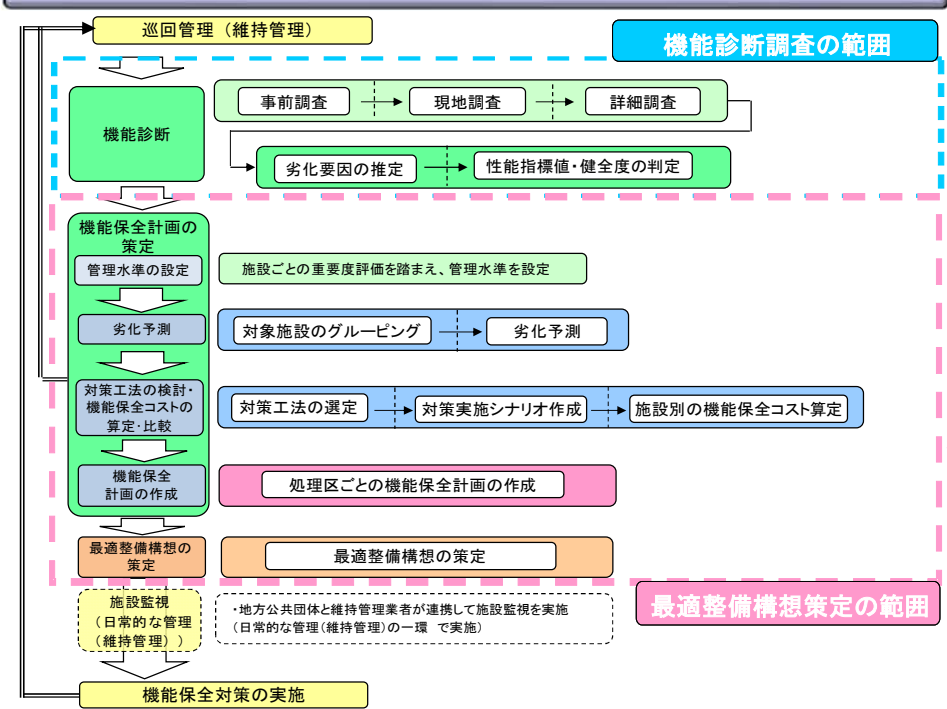 巡回管理（維持管理）
機能診断調査の範囲
機能診断
事前調査
現地調査
詳細調査
劣化要因の推定
性能指標値・健全度の判定
機能保全計画の
策定
管理水準の設定
施設ごとの重要度評価を踏まえ、管理水準を設定
劣化予測
対象施設のグルーピング
劣化予測
対策工法の検討・
機能保全コストの
算定・比較
対策工法の選定
対策実施シナリオ作成
施設別の機能保全コスト算定
機能保全
計画の作成
処理区ごとの機能保全計画の作成
最適整備構想の
策定
最適整備構想の策定
最適整備構想策定の範囲
施設監視
（日常的な管理
（維持管理））
・地方公共団体と維持管理業者が連携して施設監視を実施
（日常的な管理（維持管理）の一環　で実施）
機能保全対策の実施